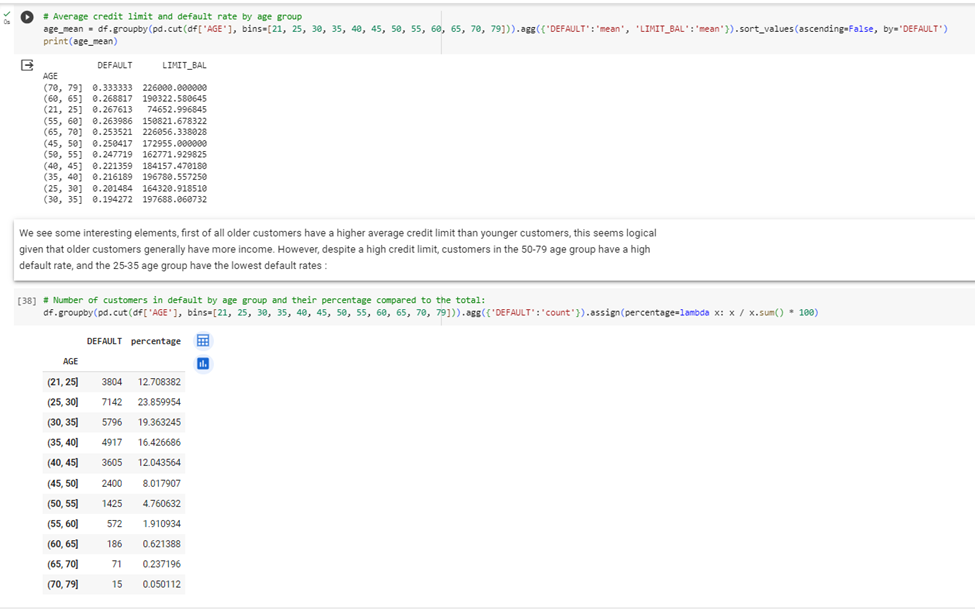 # Average credit limit and default rate by age group
0s age_mean = df.groupby(pd.cut(df['AGE'], bins=[21, 25, 30, 35, 40, 45, 50, 55, 60, 65, 70, 79])).agg({'DEFAULT':'mean', 'LIMIT_BAL':'mean'}).sort_values(ascending=False, by='DEFAULT')
print(age_mean)
DEFAULT LIMIT_BAL
AGE
(70, 79] 0.333333 226000.000000
(60, 65] 0.268817 190322.580645
(21, 25] 0.267613 74652.996845
(55, 60] 0.263986 150821.678322
(65, 70] 0.253521 226056.338028
(45, 50] 0.250417 172955.000000
(50, 55] 0.247719 162771.929825
(40, 45] 0.221359 184157.470180
(35, 40] 0.216189 196780.557250
(25, 30] 0.201484 164320.918510
(30, 35] 0.194272 197688.060732
We see some interesting elements, first of all older customers have a higher average credit limit than younger customers, this seems logical
given that older customers generally have more income. However, despite a high credit limit, customers in the 50-79 age group have a high
default rate, and the 25-35 age group have the lowest default rates :
[38] # Number of customers in default by age group and their percentage compared to the total:
df.groupby(pd.cut(df['AGE'], bins=[21, 25, 30, 35, 40, 45, 50, 55, 60, 65, 70, 79])).agg({'DEFAULT':'count'}).assign(percentage=lambda x: x / x.sum() * 100)
DEFAULT percentage
AGE
(21, 25] 3804 12.708382
(25, 30] 7142 23.859954
(30, 35] 5796 19.363245
(35, 40] 4917 16.426686
(40, 45] 3605 12.043564
(45, 50] 2400 8.017907
(50, 55] 1425 4.760632
(55, 60] 572 1.910934
(60, 65] 186 0.621388
(65, 70] 71 0.237196
(70, 79] 15 0.050112